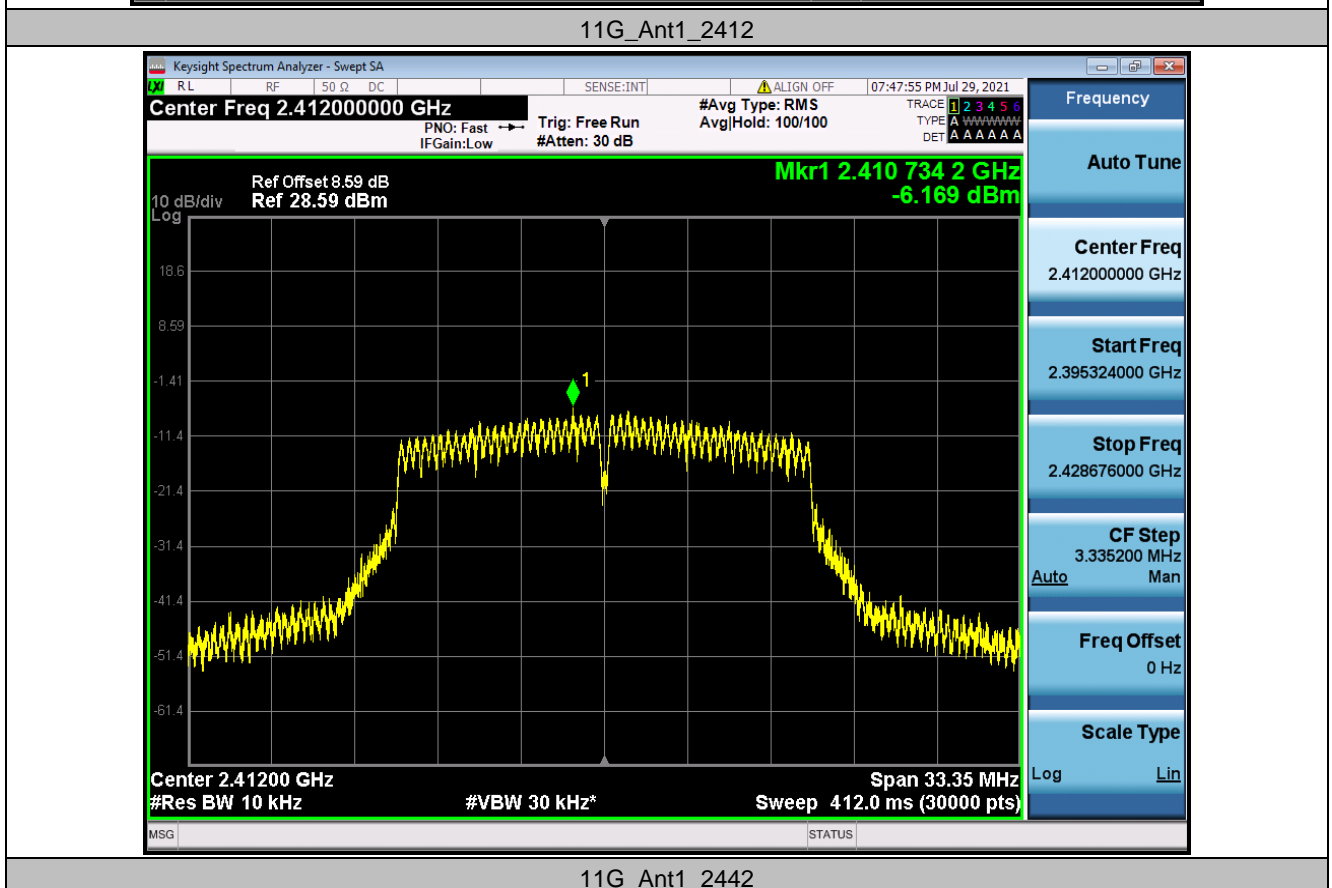 11G_Ant1_2412
Keysight Spectrum Analyzer - Swept SA
LXI RL RF 50 Ω DC SENSE:INT ALIGN OFF 07:47:55 PM Jul 29, 2021
Center Freq 2.412000000 GHz
PNO: Fast
IFGain:Low
Trig: Free Run
#Atten: 30 dB
#Avg Type: RMS
Avg|Hold: 100/100
TRACE 1 2 3 4 5 6
TYPE A WWWWW
DET A A A A A A
Mkr1 2.410 734 2 GHz
-6.169 dBm
Ref Offset 8.59 dB
10 dB/div Ref 28.59 dBm
Log
18.6
8.59
-1.41
1
-11.4
-21.4
-31.4
-41.4
-51.4
-61.4
Center 2.41200 GHz Span 33.35 MHz
#Res BW 10 kHz #VBW 30 kHz* Sweep 412.0 ms (30000 pts)
MSG STATUS
Frequency
Auto Tune
Center Freq
2.412000000 GHz
Start Freq
2.395324000 GHz
Stop Freq
2.428676000 GHz
CF Step
3.335200 MHz
Auto Man
Freq Offset
0 Hz
Scale Type
Log Lin
11G_Ant1_2442